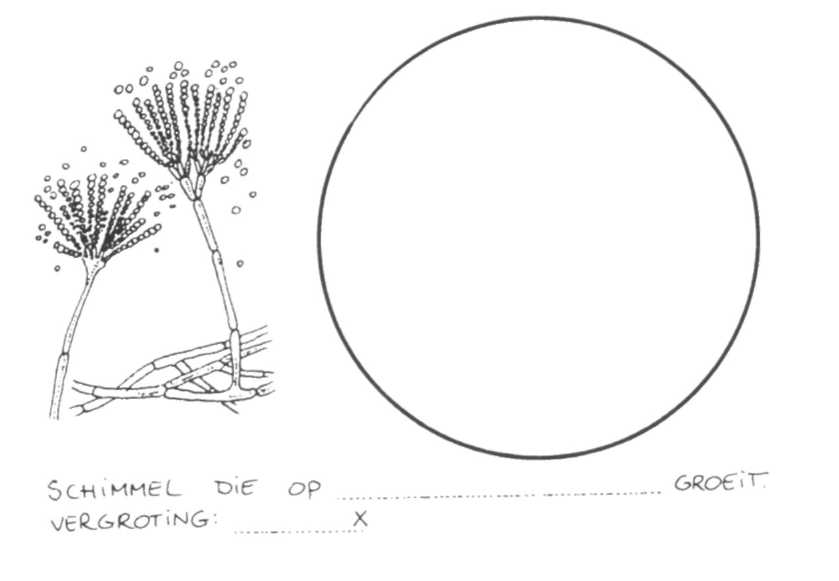 SCHIMMEL DIE OP ........................ GROEIT.
VERGROTING: ............X